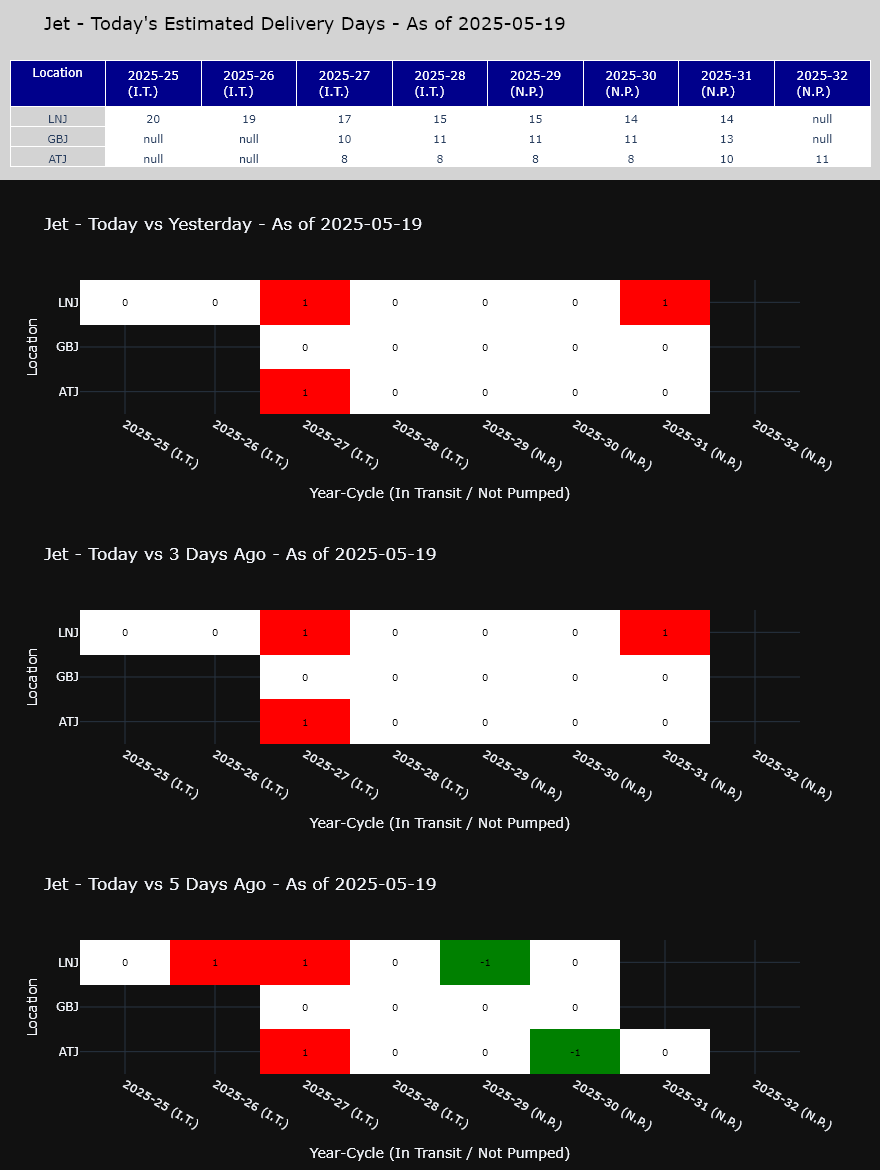 Jet - Today's Estimated Delivery Days - As of 2025-05-19
Location 2025-25 (I.T.) 2025-26 (I.T.) 2025-27 (I.T.) 2025-28 (I.T.) 2025-29 (N.P.) 2025-30 (N.P.) 2025-31 (N.P.) 2025-32 (N.P.)
LNJ 20 19 17 15 15 14 14 null
GBJ null null 10 11 11 11 13 null
ATJ null null 8 8 8 8 10 11
Jet - Today vs Yesterday - As of 2025-05-19
Location
LNJ 0 0 1 0 0 0 1
GBJ 0 0 0 0 0
ATJ 1 0 0 0 0
2025-25 (I.T.) 2025-26 (I.T.) 2025-27 (I.T.) 2025-28 (I.T.) 2025-29 (N.P.) 2025-30 (N.P.) 2025-31 (N.P.) 2025-32 (N.P.)
Year-Cycle (In Transit / Not Pumped)
Jet - Today vs 3 Days Ago - As of 2025-05-19
Location
LNJ 0 0 1 0 0 0 1
GBJ 0 0 0 0 0
ATJ 1 0 0 0 0
2025-25 (I.T.) 2025-26 (I.T.) 2025-27 (I.T.) 2025-28 (I.T.) 2025-29 (N.P.) 2025-30 (N.P.) 2025-31 (N.P.) 2025-32 (N.P.)
Year-Cycle (In Transit / Not Pumped)
Jet - Today vs 5 Days Ago - As of 2025-05-19
Location
LNJ 0 1 1 0 -1 0
GBJ 0 0 0 0
ATJ 1 0 0 -1 0
2025-25 (I.T.) 2025-26 (I.T.) 2025-27 (I.T.) 2025-28 (I.T.) 2025-29 (N.P.) 2025-30 (N.P.) 2025-31 (N.P.) 2025-32 (N.P.)
Year-Cycle (In Transit / Not Pumped)